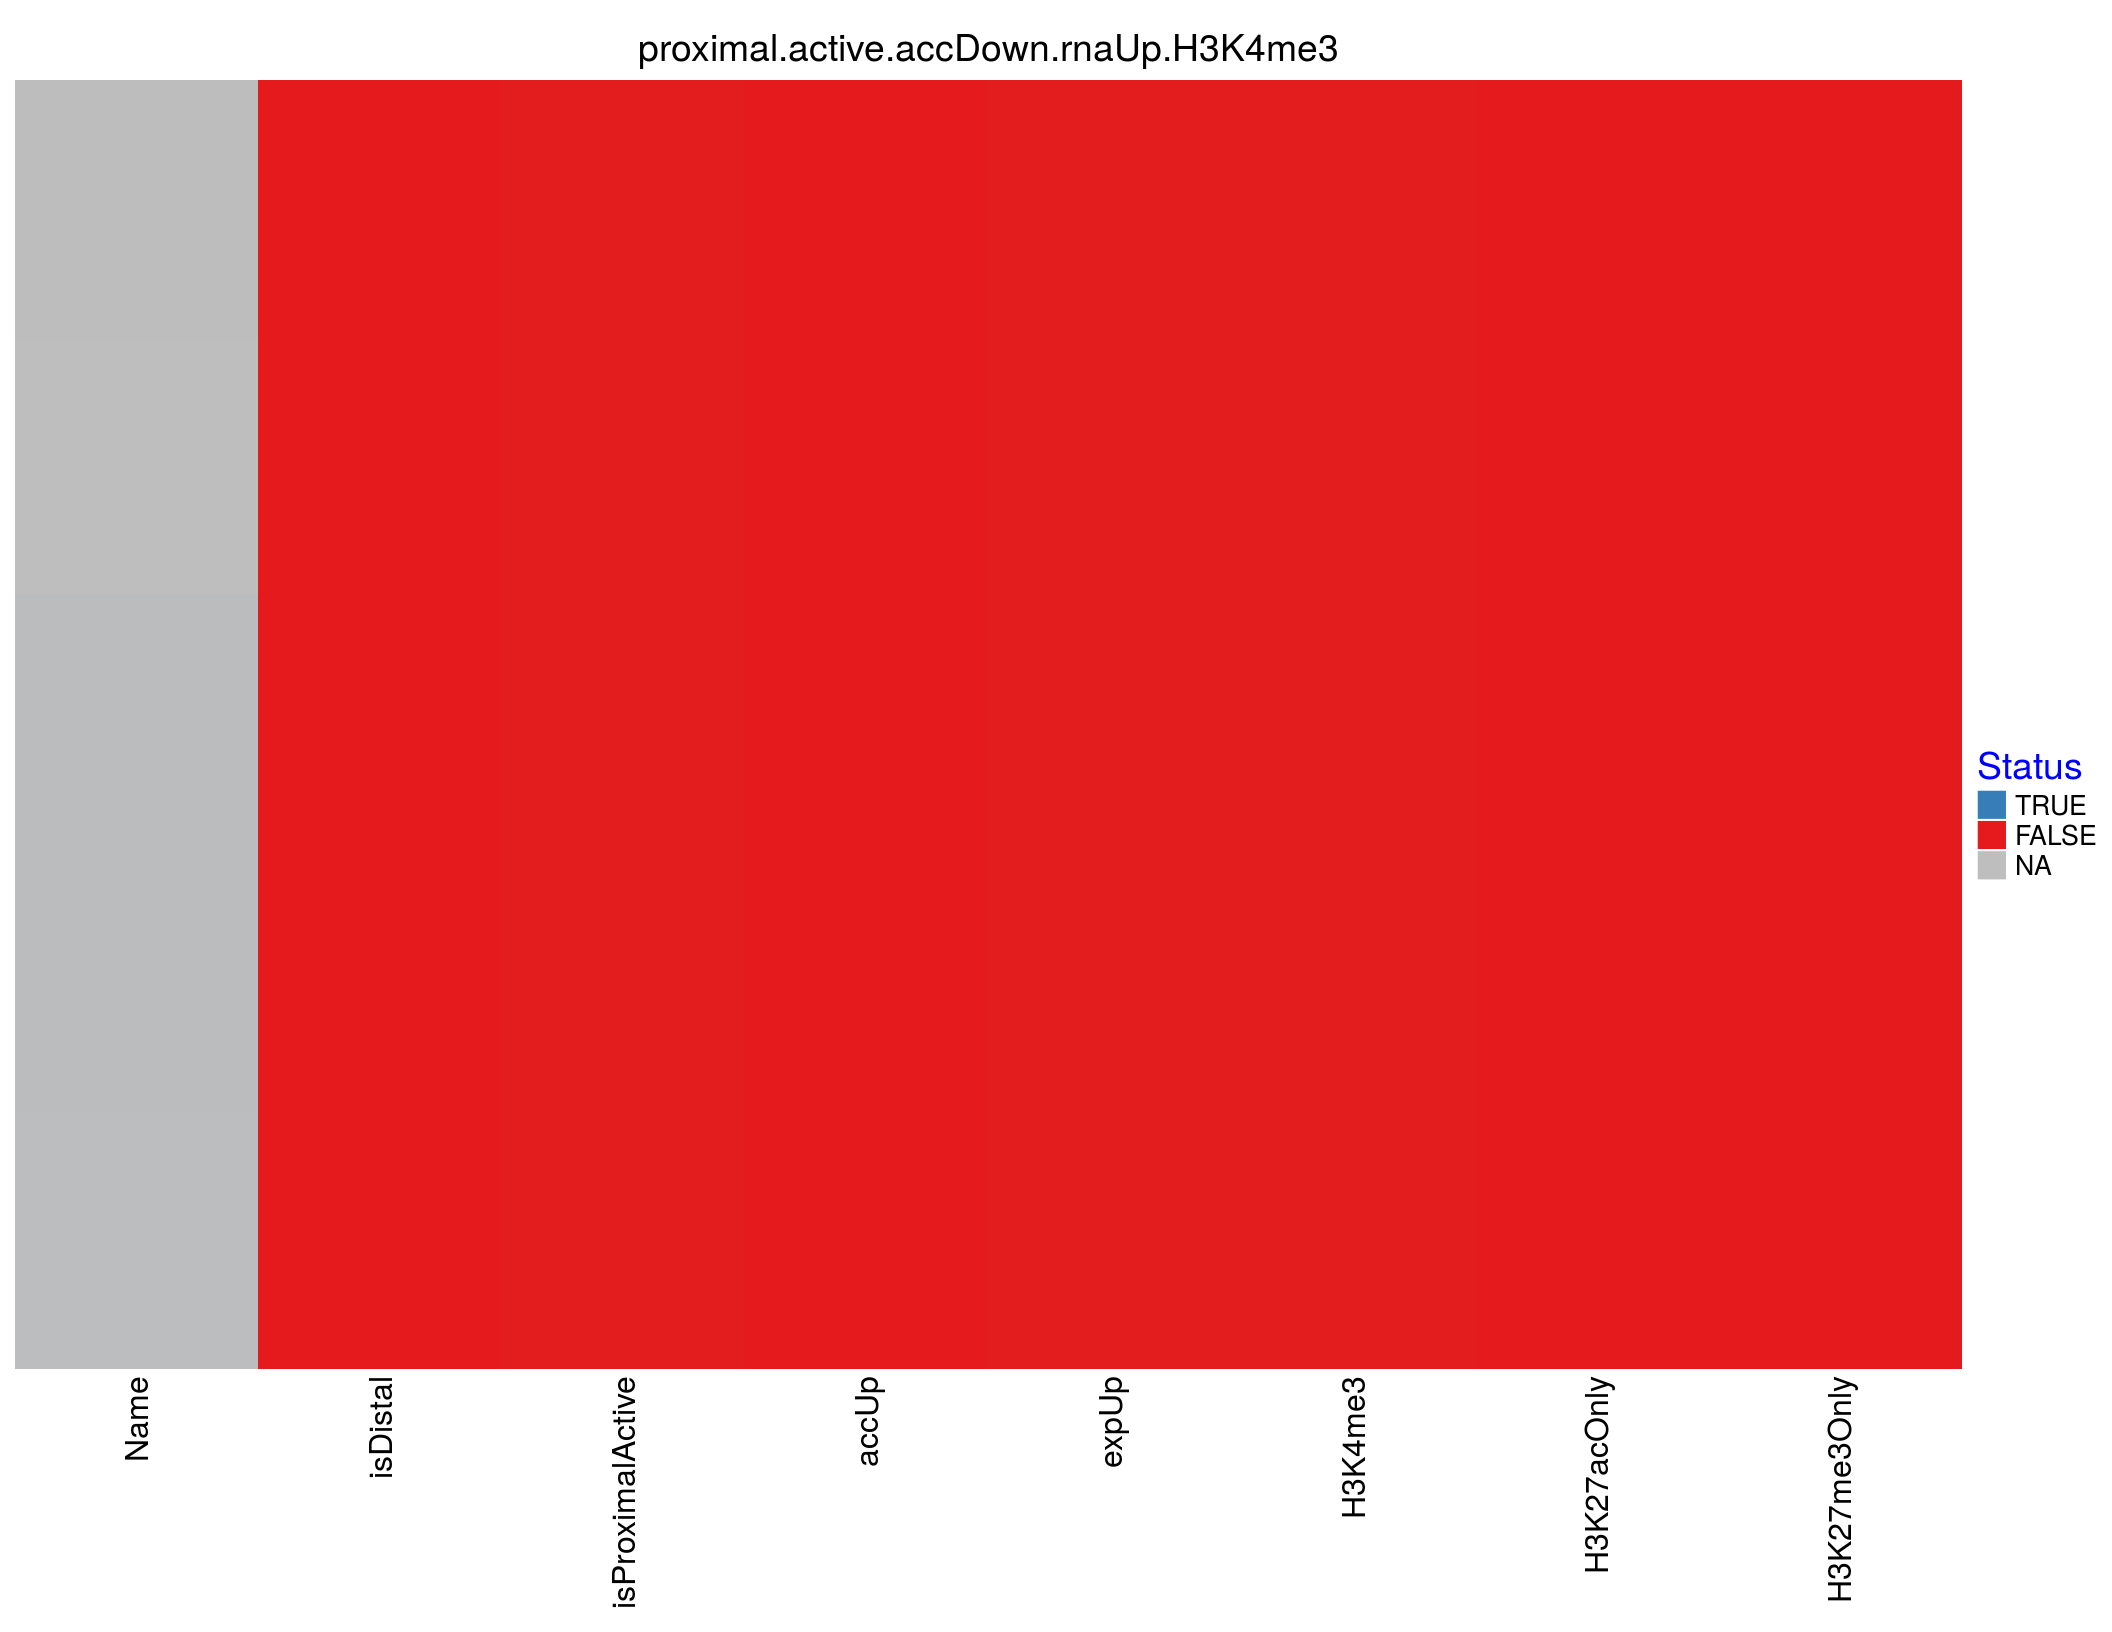 proximal.active.accDown.rnaUp.H3K4me3
Status
TRUE
FALSE
NA
Name
isDistal
isProximalActive
accUp
expUp
H3K4me3
H3K27acOnly
H3K27me3Only